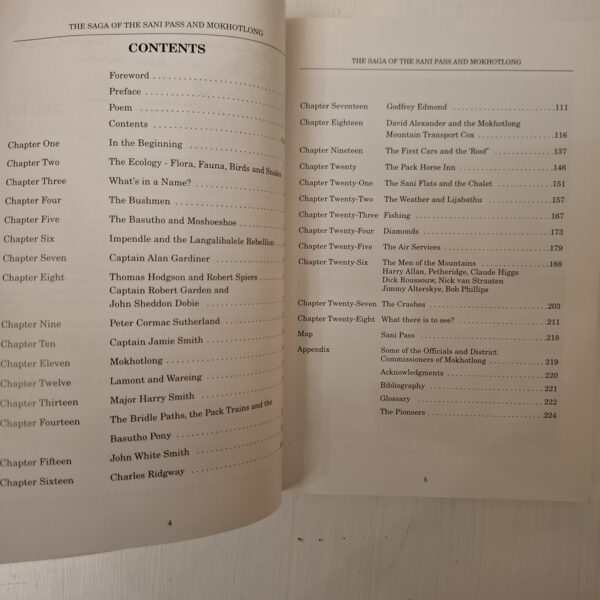 THE SAGA OF THE SANI PASS AND MOKHOTLONG
CONTENTS
Foreword
Preface
Poem
Contents
Chapter One In the Beginning
Chapter Two The Ecology - Flora, Fauna, Birds and Snakes
Chapter Three What's in a Name?
Chapter Four The Bushmen
Chapter Five The Basutho and Moshoeshoe
Chapter Six Impendle and the Langalibalele Rebellion
Chapter Seven Captain Alan Gardiner
Chapter Eight Thomas Hodgson and Robert Spiers
Captain Robert Garden and
John Sheddon Dobie
Chapter Nine Peter Cormac Sutherland
Chapter Ten Captain Jamie Smith
Chapter Eleven Mokhotlong
Chapter Twelve Lamont and Wareing
Chapter Thirteen Major Harry Smith
Chapter Fourteen The Bridle Paths, the Pack Trains and the
Basutho Pony
Chapter Fifteen John White Smith
Chapter Sixteen Charles Ridgway
4
THE SAGA OF THE SANI PASS AND MOKHOTLONG
Chapter Seventeen Godfrey Edmond 111
Chapter Eighteen David Alexander and the Mokhotlong
Mountain Transport Cox 116
Chapter Nineteen The First Cars and the 'Roof' 137
Chapter Twenty The Pack Horse Inn 146
Chapter Twenty-One The Sani Flats and the Chalet 151
Chapter Twenty-Two The Weather and Lijabathu 157
Chapter Twenty-Three Fishing 167
Chapter Twenty-Four Diamonds 173
Chapter Twenty-Five The Air Services 179
Chapter Twenty-Six The Men of the Mountains 188
Harry Allan, Petheridge, Claude Higgs
Dick Roussouw, Nick van Straaten
Jimmy Alterskye, Bob Phillips
Chapter Twenty-Seven The Crashes 203
Chapter Twenty-Eight What there is to see? 211
Map Sani Pass 218
Appendix Some of the Officials and District
Commissioners of Mokhotlong 219
Acknowledgments 220
Bibliography 221
Glossary 222
The Pioneers 224
5